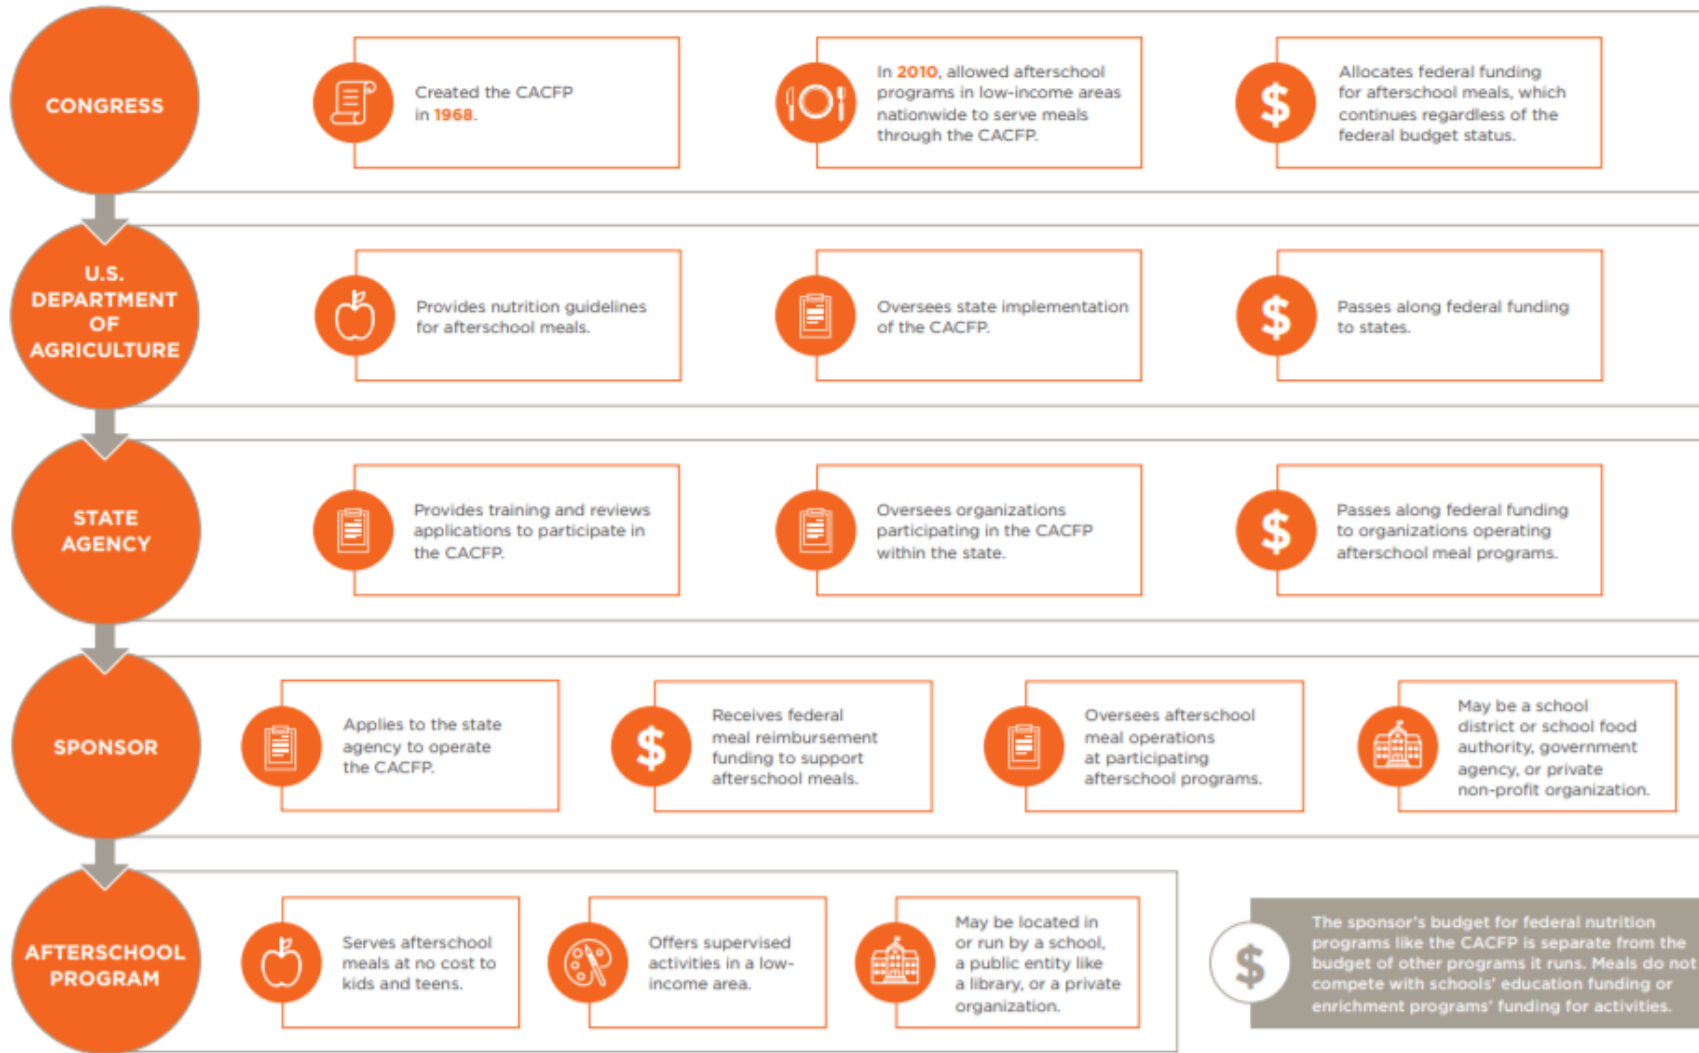 CONGRESS
Created the CACFP
in 1968.
In 2010, allowed afterschool
programs in low-income areas
nationwide to serve meals
through the CACFP.
$
Allocates federal funding
for afterschool meals, which
continues regardless of the
federal budget status.
U.S.
DEPARTMENT
OF
AGRICULTURE
Provides nutrition guidelines
for afterschool meals.
Oversees state implementation
of the CACFP.
$
Passes along federal funding
to states.
STATE
AGENCY
Provides training and reviews
applications to participate in
the CACFP.
Oversees organizations
participating in the CACFP
within the state.
$
Passes along federal funding
to organizations operating
afterschool meal programs.
SPONSOR
Applies to the state
agency to operate
the CACFP.
$
Receives federal
meal reimbursement
funding to support
afterschool meals.
Oversees afterschool
meal operations
at participating
afterschool programs.
May be a school
district or school food
authority, government
agency, or private
non-profit organization.
AFTERSCHOOL
PROGRAM
Serves afterschool
meals at no cost to
kids and teens.
Offers supervised
activities in a low-
income area.
May be located in
or run by a school,
a public entity like
a library, or a private
organization.
$
The sponsor's budget for federal nutrition
programs like the CACFP is separate from the
budget of other programs it runs. Meals do not
compete with schools' education funding or
enrichment programs' funding for activities.